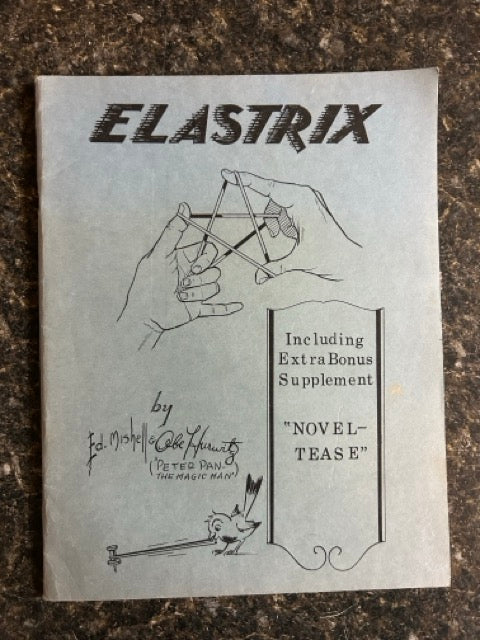 ELASTRIX
Including
Extra Bonus
Supplement
"NOVEL-
TEASE"
by
Ed. Mishell & Abe Hurwitz
("PETER PAN-
THE MAGIC MAN")